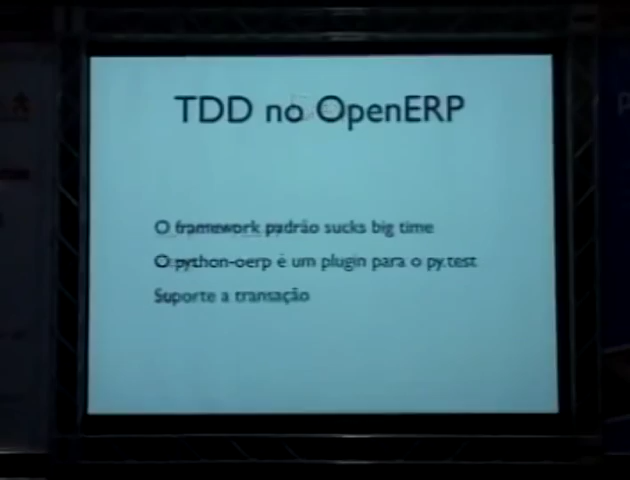 TDD no OpenERP
O framework padrão sucks big time
O python-oerp é um plugin para o py.test
Suporte a transação